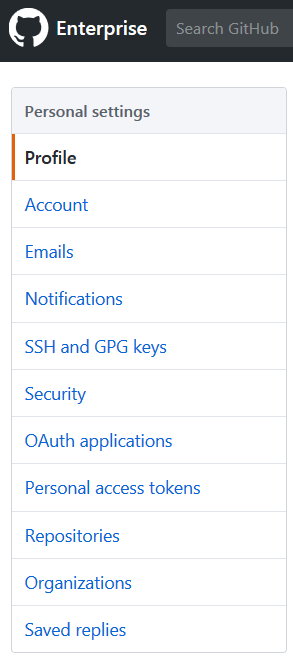 Enterprise Search GitHub
Personal settings
Profile
Account
Emails
Notifications
SSH and GPG keys
Security
OAuth applications
Personal access tokens
Repositories
Organizations
Saved replies